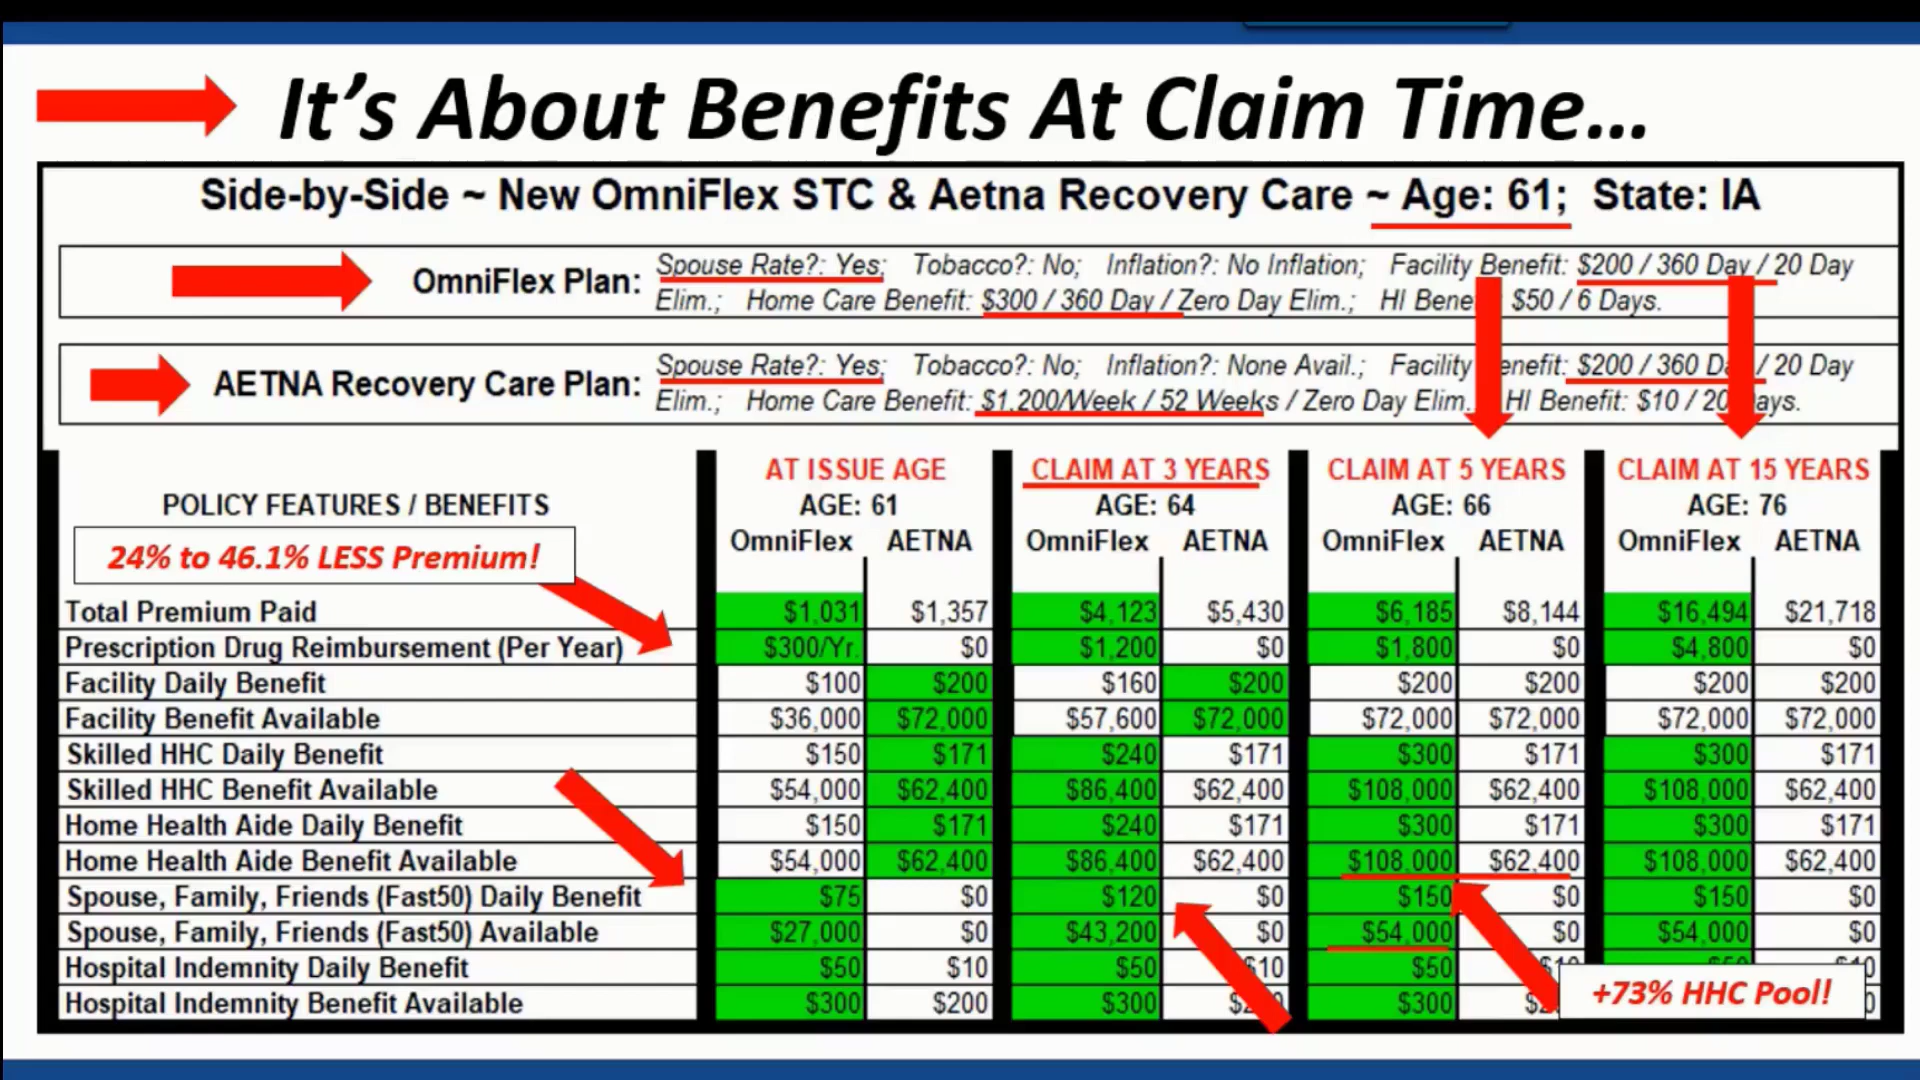 It's About Benefits At Claim Time...
Side-by-Side ~ New OmniFlex STC & Aetna Recovery Care ~ Age: 61; State: IA
OmniFlex Plan: Spouse Rate?: Yes; Tobacco?: No; Inflation?: No Inflation; Facility Benefit: $200 / 360 Day / 20 Day
Elim.; Home Care Benefit: $300 / 360 Day / Zero Day Elim.; HI $50 / 6 Days.
AETNA Recovery Care Plan: Spouse Rate?: Yes; Tobacco?: No; Inflation?: None Avail.; Facility Benefit: $200 / 360 Day / 20 Day
Elim.; Home Care Benefit: $1,200/Week / 52 Weeks / Zero Day Elim. HI Benefit: $10 / 20 Days.
AT ISSUE AGE CLAIM AT 3 YEARS CLAIM AT 5 YEARS CLAIM AT 15 YEARS
POLICY FEATURES / BENEFITS AGE: 61 AGE: 64 AGE: 66 AGE: 76
OmniFlex AETNA OmniFlex AETNA OmniFlex AETNA OmniFlex AETNA
24% to 46.1% LESS Premium!
Total Premium Paid $1,031 $1,357 $4,123 $5,430 $6,185 $8,144 $16,494 $21,718
Prescription Drug Reimbursement (Per Year) $300/Yr. $0 $1,200 $0 $1,800 $0 $4,800 $0
Facility Daily Benefit $100 $200 $160 $200 $200 $200 $200 $200
Facility Benefit Available $36,000 $72,000 $57,600 $72,000 $72,000 $72,000 $72,000 $72,000
Skilled HHC Daily Benefit $150 $171 $240 $171 $300 $171 $300 $171
Skilled HHC Benefit Available $54,000 $62,400 $86,400 $62,400 $108,000 $62,400 $108,000 $62,400
Home Health Aide Daily Benefit $150 $171 $240 $171 $300 $171 $300 $171
Home Health Aide Benefit Available $54,000 $62,400 $86,400 $62,400 $108,000 $62,400 $108,000 $62,400
Spouse, Family, Friends (Fast50) Daily Benefit $75 $0 $120 $0 $150 $0 $150 $0
Spouse, Family, Friends (Fast50) Available $27,000 $0 $43,200 $0 $54,000 $0 $54,000 $0
Hospital Indemnity Daily Benefit $50 $10 $50 $10 $50
Hospital Indemnity Benefit Available $300 $200 $300 $300
+73% HHC Pool!